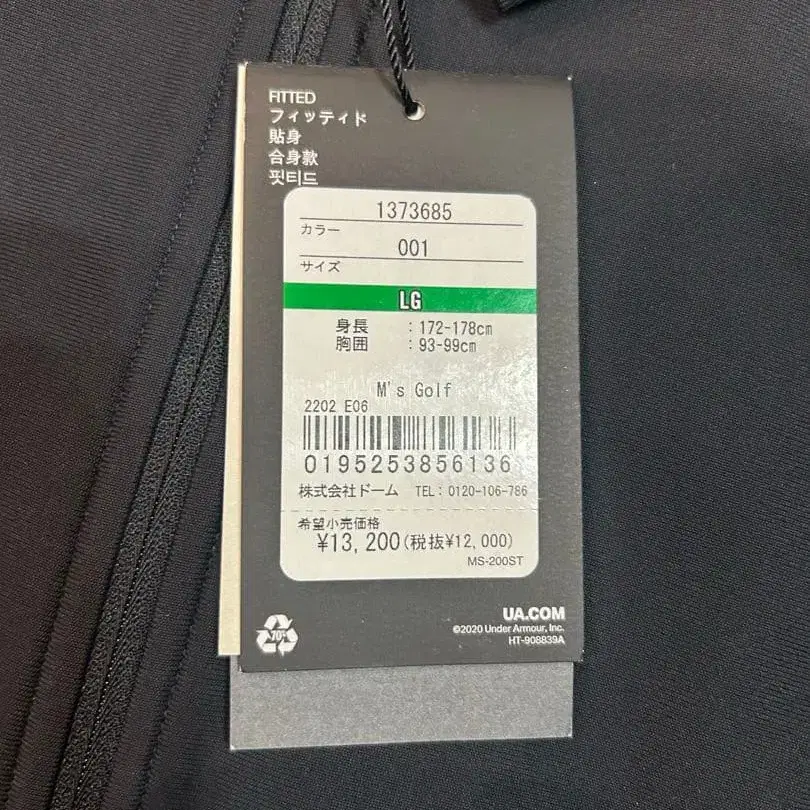 FITTED
フィッティド
貼身
合身款
핏티드
1373685
カラー
001
サイズ
LG
身長 : 172-178cm
胸囲 : 93-99cm
M's Golf
2202 E06
0195253856136
株式会社ドーム TEL: 0120-106-786
希望小売価格
¥13,200(税抜¥12,000)
MS-200ST
70%
UA.COM
©2020 Under Armour, Inc.
HT-908839A